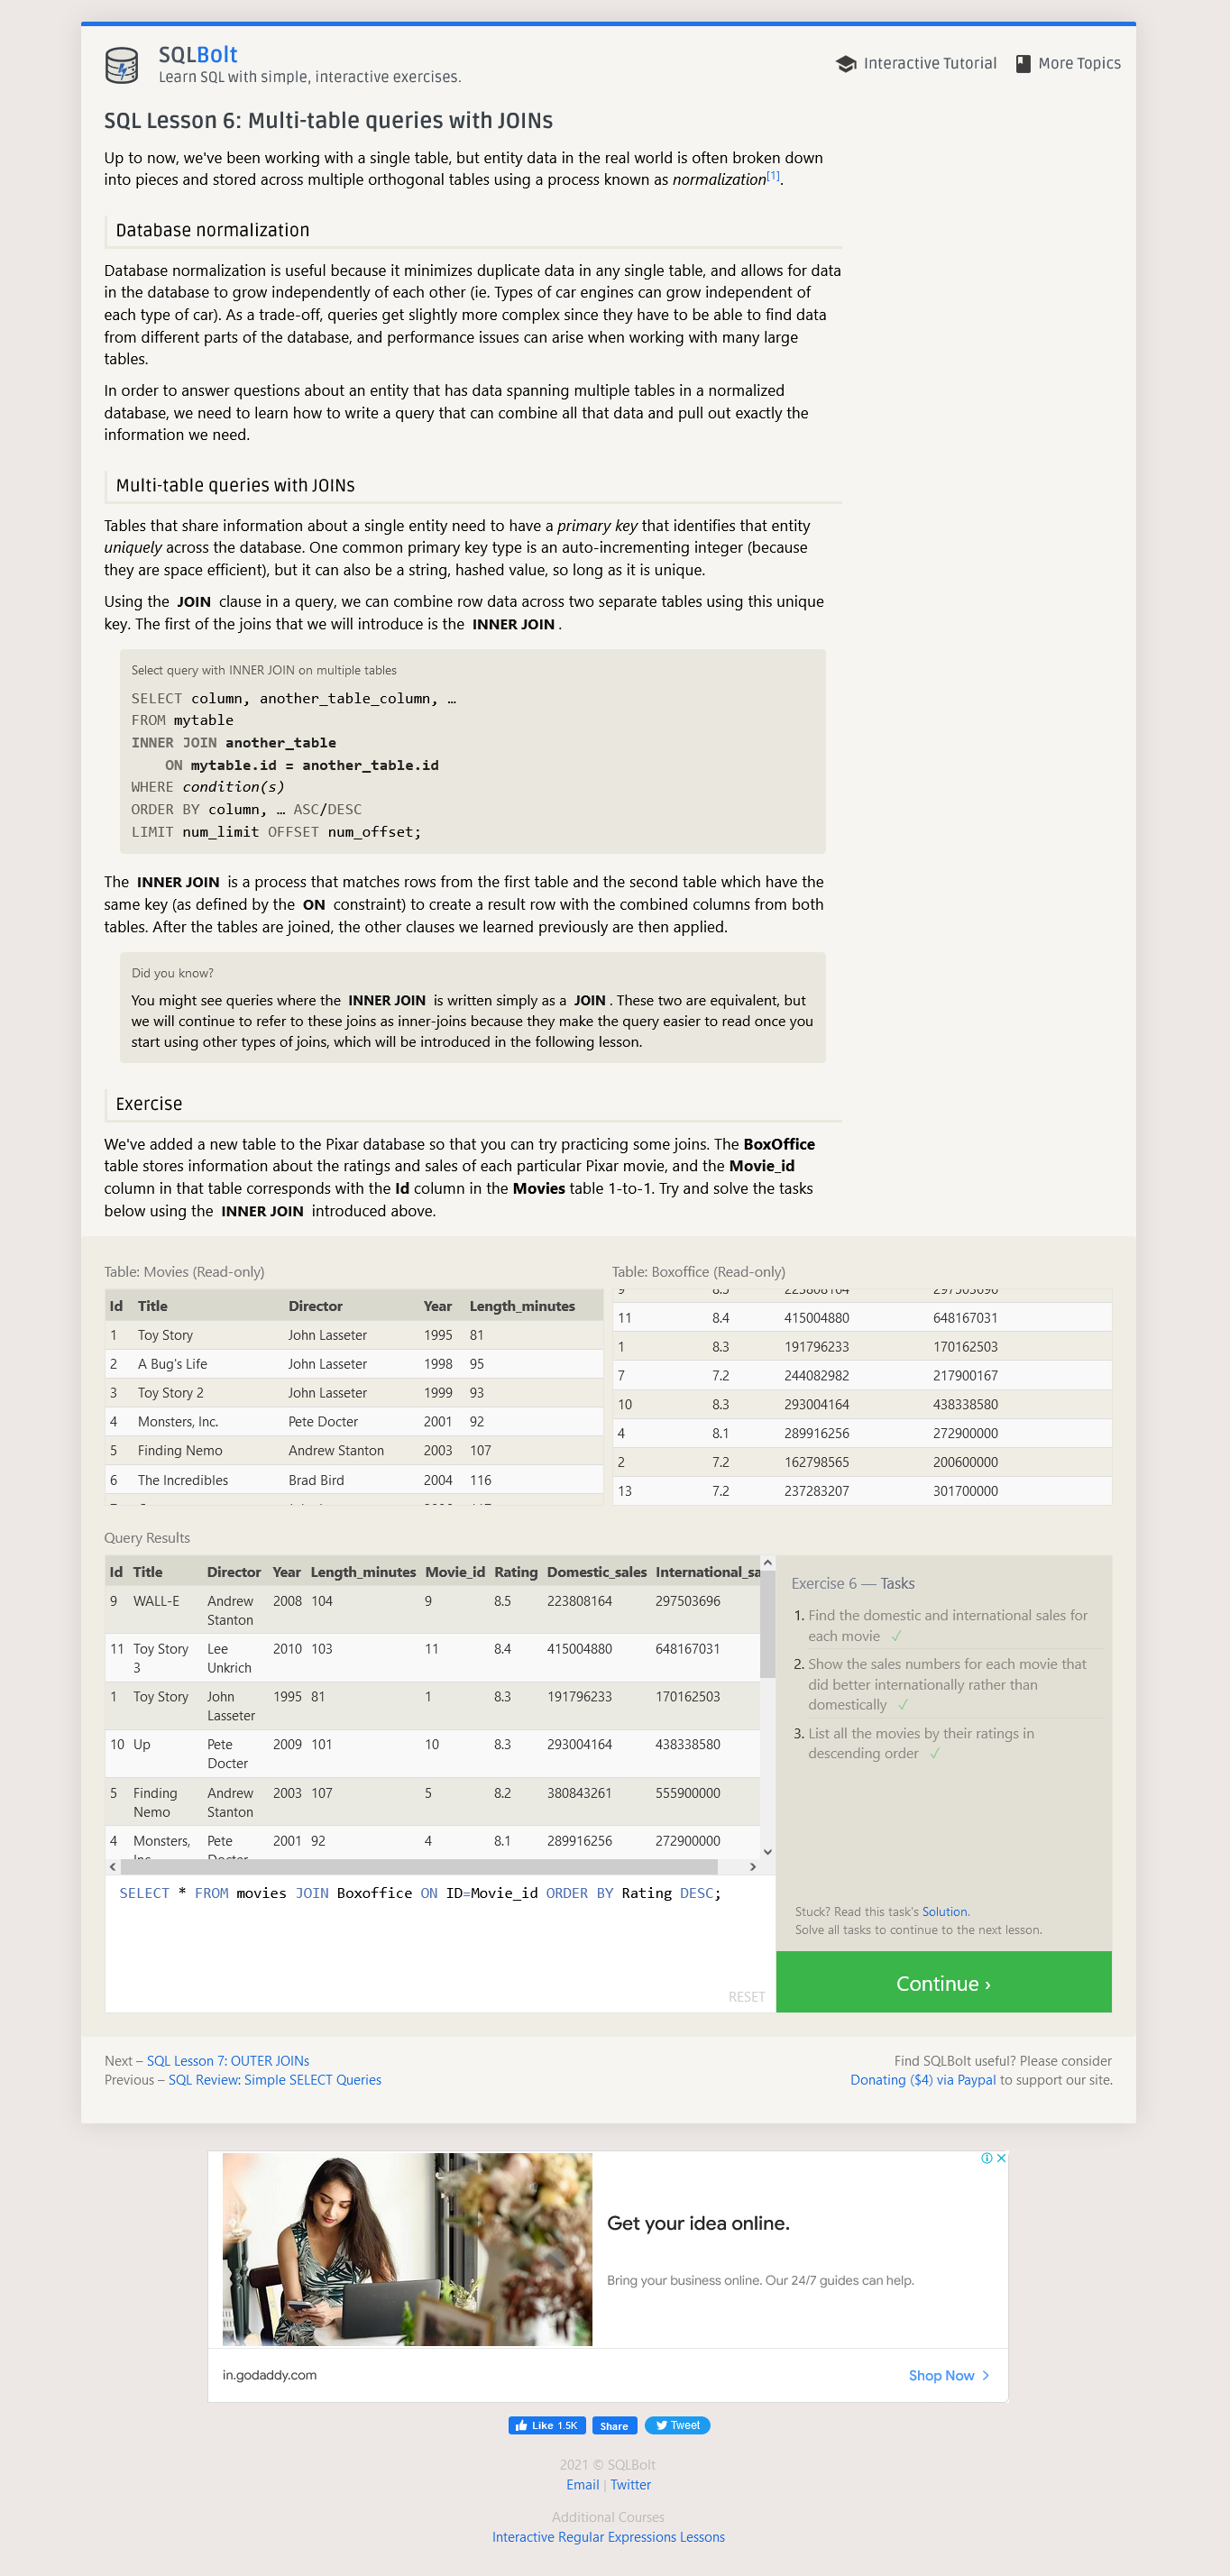 SQLBolt
Learn SQL with simple, interactive exercises.
Interactive Tutorial
More Topics
SQL Lesson 6: Multi-table queries with JOINs
Up to now, we've been working with a single table, but entity data in the real world is often broken down
into pieces and stored across multiple orthogonal tables using a process known as normalization[1].
Database normalization
Database normalization is useful because it minimizes duplicate data in any single table, and allows for data
in the database to grow independently of each other (ie. Types of car engines can grow independent of
each type of car). As a trade-off, queries get slightly more complex since they have to be able to find data
from different parts of the database, and performance issues can arise when working with many large
tables.
In order to answer questions about an entity that has data spanning multiple tables in a normalized
database, we need to learn how to write a query that can combine all that data and pull out exactly the
information we need.
Multi-table queries with JOINs
Tables that share information about a single entity need to have a primary key that identifies that entity
uniquely across the database. One common primary key type is an auto-incrementing integer (because
they are space efficient), but it can also be a string, hashed value, so long as it is unique.
Using the JOIN clause in a query, we can combine row data across two separate tables using this unique
key. The first of the joins that we will introduce is the INNER JOIN.
Select query with INNER JOIN on multiple tables
SELECT column, another_table_column, …
FROM mytable
INNER JOIN another_table
ON mytable.id = another_table.id
WHERE condition(s)
ORDER BY column, … ASC/DESC
LIMIT num_limit OFFSET num_offset;
The INNER JOIN is a process that matches rows from the first table and the second table which have the
same key (as defined by the ON constraint) to create a result row with the combined columns from both
tables. After the tables are joined, the other clauses we learned previously are then applied.
Did you know?
You might see queries where the INNER JOIN is written simply as a JOIN. These two are equivalent, but
we will continue to refer to these joins as inner-joins because they make the query easier to read once you
start using other types of joins, which will be introduced in the following lesson.
Exercise
We've added a new table to the Pixar database so that you can try practicing some joins. The BoxOffice
table stores information about the ratings and sales of each particular Pixar movie, and the Movie_id
column in that table corresponds with the Id column in the Movies table 1-to-1. Try and solve the tasks
below using the INNER JOIN introduced above.
Table: Movies (Read-only)
Id Title Director Year Length_minutes
1 Toy Story John Lasseter 1995 81
2 A Bug's Life John Lasseter 1998 95
3 Toy Story 2 John Lasseter 1999 93
4 Monsters, Inc. Pete Docter 2001 92
5 Finding Nemo Andrew Stanton 2003 107
6 The Incredibles Brad Bird 2004 116
Table: Boxoffice (Read-only)
9 8.5 223808164 297503696
11 8.4 415004880 648167031
1 8.3 191796233 170162503
7 7.2 244082982 217900167
10 8.3 293004164 438338580
4 8.1 289916256 272900000
2 7.2 162798565 200600000
13 7.2 237283207 301700000
Query Results
Id Title Director Year Length_minutes Movie_id Rating Domestic_sales International_sa
9 WALL-E Andrew Stanton 2008 104 9 8.5 223808164 297503696
11 Toy Story 3 Lee Unkrich 2010 103 11 8.4 415004880 648167031
1 Toy Story John Lasseter 1995 81 1 8.3 191796233 170162503
10 Up Pete Docter 2009 101 10 8.3 293004164 438338580
5 Finding Nemo Andrew Stanton 2003 107 5 8.2 380843261 555900000
4 Monsters, Inc. Pete Docter 2001 92 4 8.1 289916256 272900000
SELECT * FROM movies JOIN Boxoffice ON ID=Movie_id ORDER BY Rating DESC;
RESET
Exercise 6 — Tasks
1. Find the domestic and international sales for
each movie ✓
2. Show the sales numbers for each movie that
did better internationally rather than
domestically ✓
3. List all the movies by their ratings in
descending order ✓
Stuck? Read this task's Solution.
Solve all tasks to continue to the next lesson.
Continue ›
Next – SQL Lesson 7: OUTER JOINs
Previous – SQL Review: Simple SELECT Queries
Find SQLBolt useful? Please consider
Donating ($4) via Paypal to support our site.
Get your idea online.
Bring your business online. Our 24/7 guides can help.
in.godaddy.com
Shop Now
Like 1.5K
Share
Tweet
2021 © SQLBolt
Email | Twitter
Additional Courses
Interactive Regular Expressions Lessons